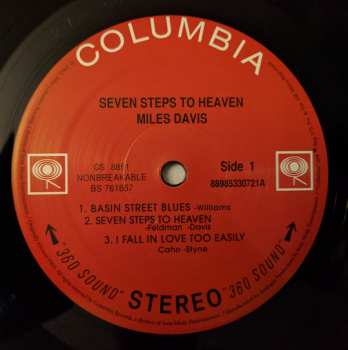 COLUMBIA
SEVEN STEPS TO HEAVEN
MILES DAVIS
CS 8851
NONBREAKABLE
BS 761657
Side 1
88985330721A
1. BASIN STREET BLUES -Williams
2. SEVEN STEPS TO HEAVEN
-Feldman -Davis
3. I FALL IN LOVE TOO EASILY
Cahn -Styne
"360 SOUND" STEREO "360 SOUND"